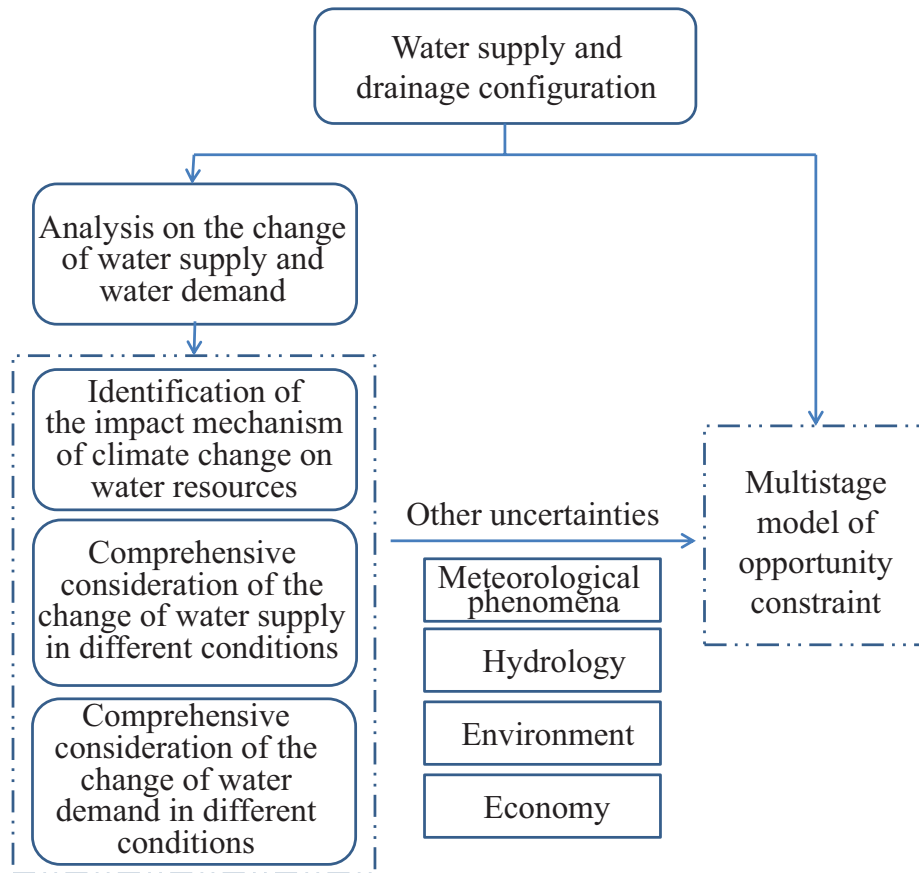 Water supply and
drainage configuration
Analysis on the change
of water supply and
water demand
Identification of
the impact mechanism
of climate change on
water resources
Comprehensive
consideration of the
change of water supply
in different conditions
Comprehensive
consideration of the
change of water
demand in different
conditions
Other uncertainties
Meteorological
phenomena
Hydrology
Environment
Economy
Multistage
model of
opportunity
constraint